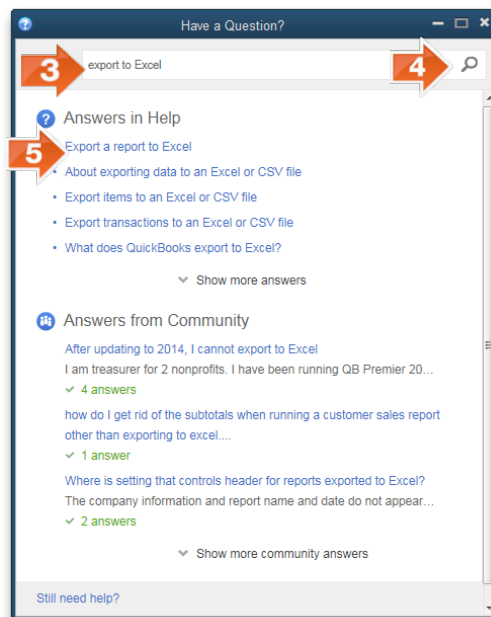 Have a Question?
3 export to Excel 4
Answers in Help
5 Export a report to Excel
• About exporting data to an Excel or CSV file
• Export items to an Excel or CSV file
• Export transactions to an Excel or CSV file
• What does QuickBooks export to Excel?
Show more answers
Answers from Community
After updating to 2014, I cannot export to Excel
I am treasurer for 2 nonprofits. I have been running QB Premier 20...
✓ 4 answers
how do I get rid of the subtotals when running a customer sales report
other than exporting to excel....
✓ 1 answer
Where is setting that controls header for reports exported to Excel?
The company information and report name and date do not appear...
✓ 2 answers
Show more community answers
Still need help?